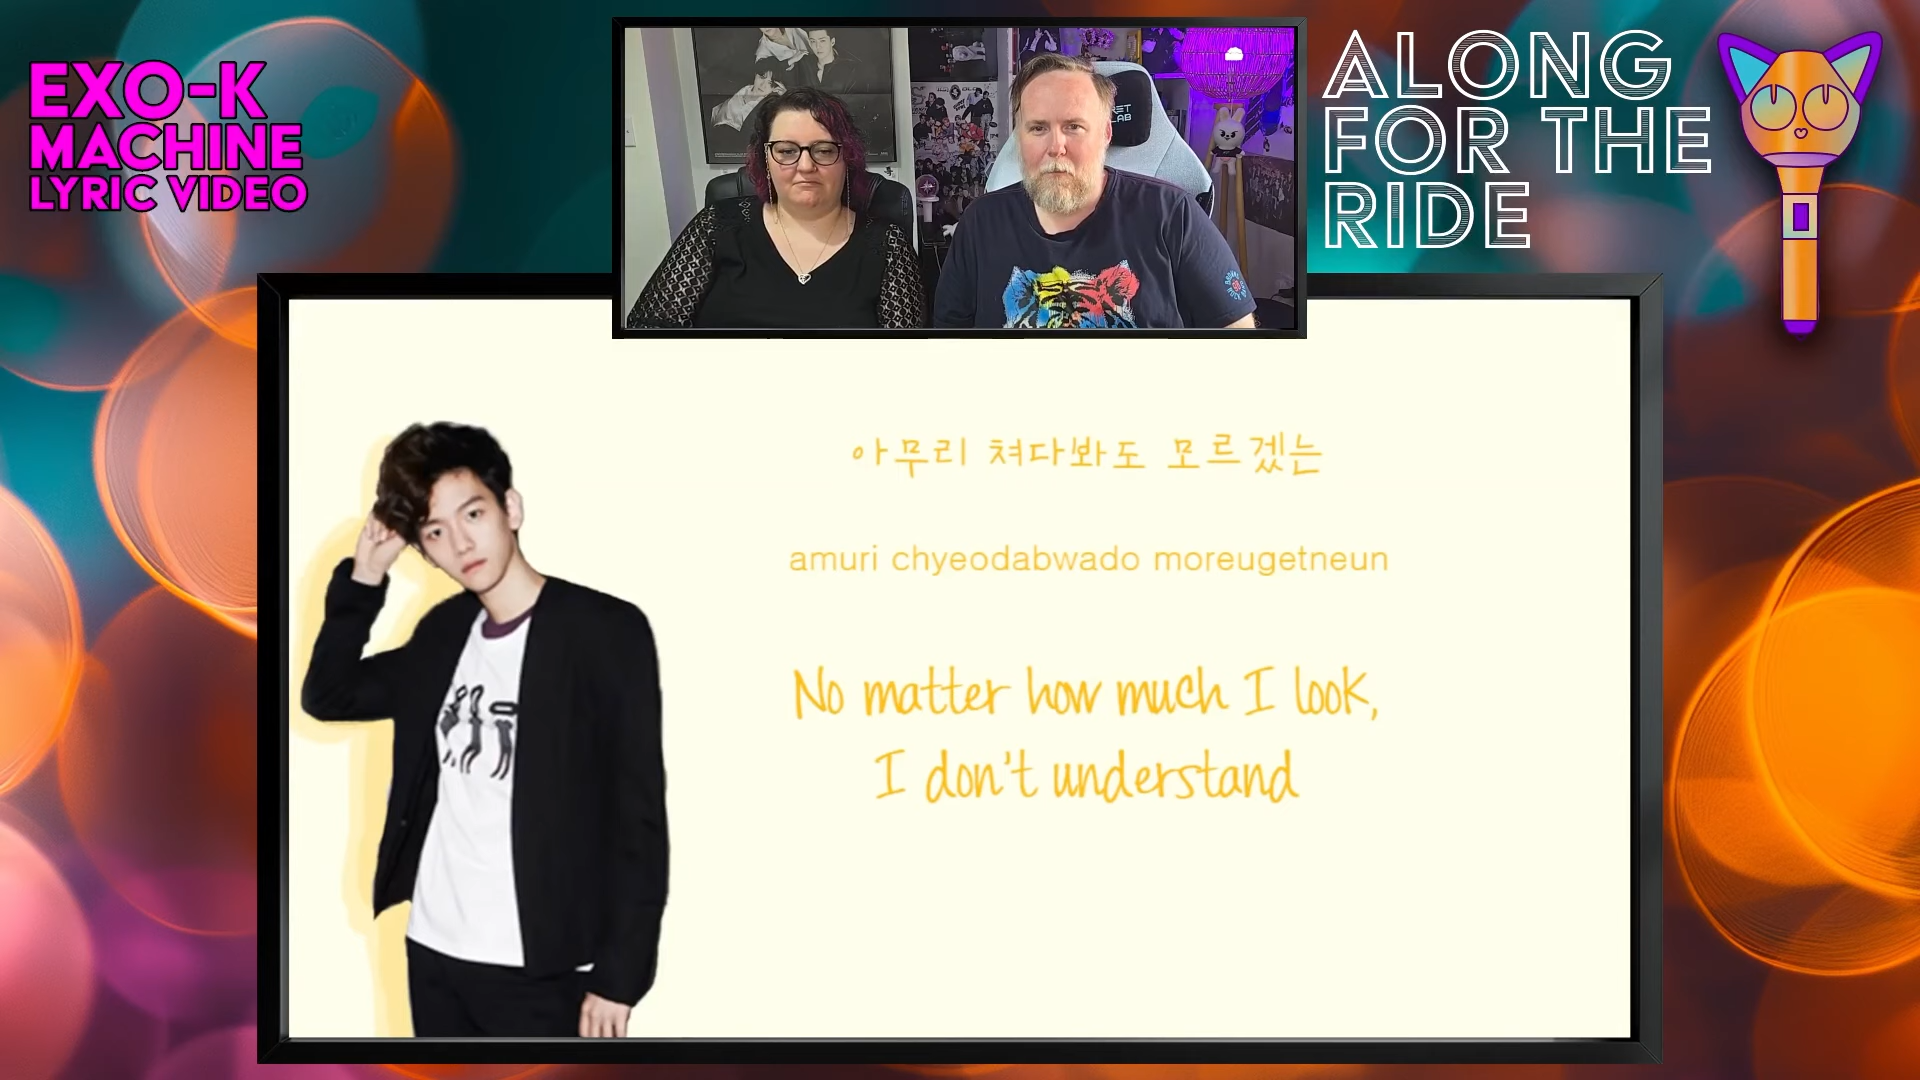 EXO-K
MACHINE
LYRIC VIDEO
ALONG
FOR THE
RIDE
아무리 쳐다봐도 모르겠는
amuri chyeodabwado moreugetneun
No matter how much I look,
I don't understand